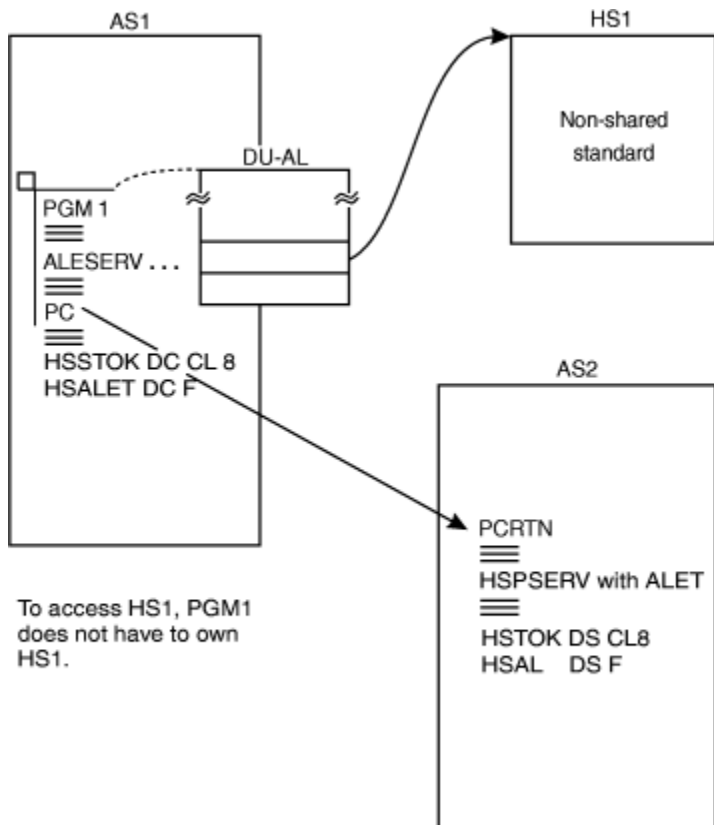 AS1
HS1
Non-shared
standard
DU-AL
PGM 1
ALESERV . . .
PC
HSSTOK DC CL 8
HSALET DC F
AS2
PCRTN
HSPSERV with ALET
HSTOK DS CL8
HSAL DS F
To access HS1, PGM1
does not have to own
HS1.